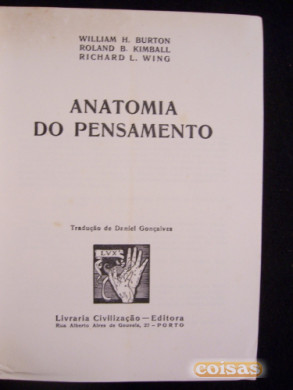 WILLIAM H. BURTON
ROLAND B. KIMBALL
RICHARD L. WING
ANATOMIA
DO PENSAMENTO
Tradução de Daniel Gonçalves
LUX
Livraria Civilização — Editora
Rua Alberto Aires de Gouveia, 27 — PORTO
coisas